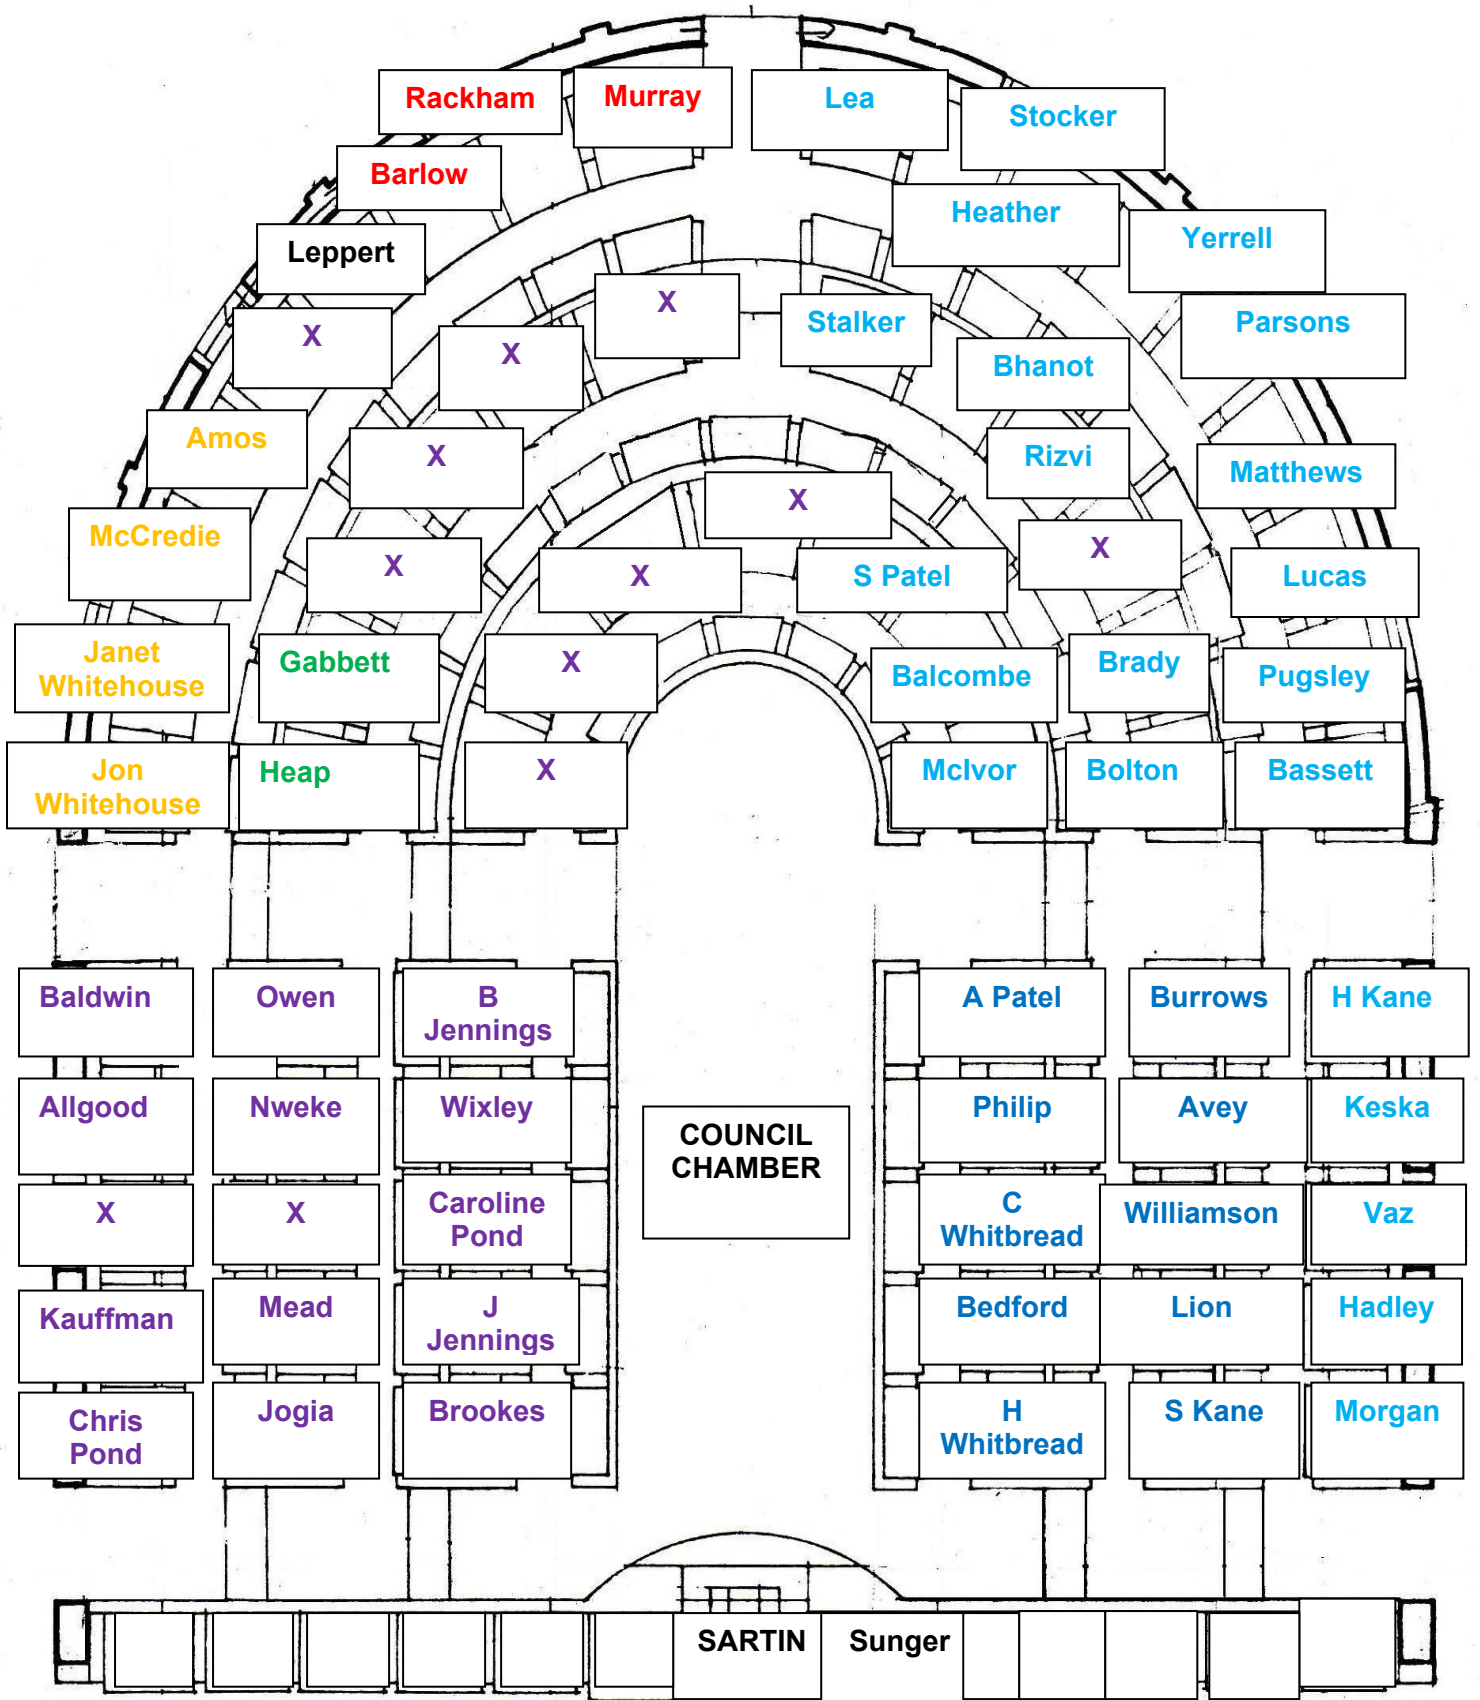 Rackham
Murray
Lea
Stocker
Barlow
Heather
Yerrell
Leppert
X
X
X
Stalker
Bhanot
Parsons
Amos
X
Rizvi
Matthews
McCredie
X
X
X
S Patel
X
Lucas
Janet
Whitehouse
Gabbett
X
Balcombe
Brady
Pugsley
Jon
Whitehouse
Heap
X
McIvor
Bolton
Bassett
Baldwin
Owen
B
Jennings
A Patel
Burrows
H Kane
Allgood
Nweke
Wixley
COUNCIL
CHAMBER
Philip
Avey
Keska
X
X
Caroline
Pond
C
Whitbread
Williamson
Vaz
Kauffman
Mead
J
Jennings
Bedford
Lion
Hadley
Chris
Pond
Jogia
Brookes
H
Whitbread
S Kane
Morgan
SARTIN
Sunger